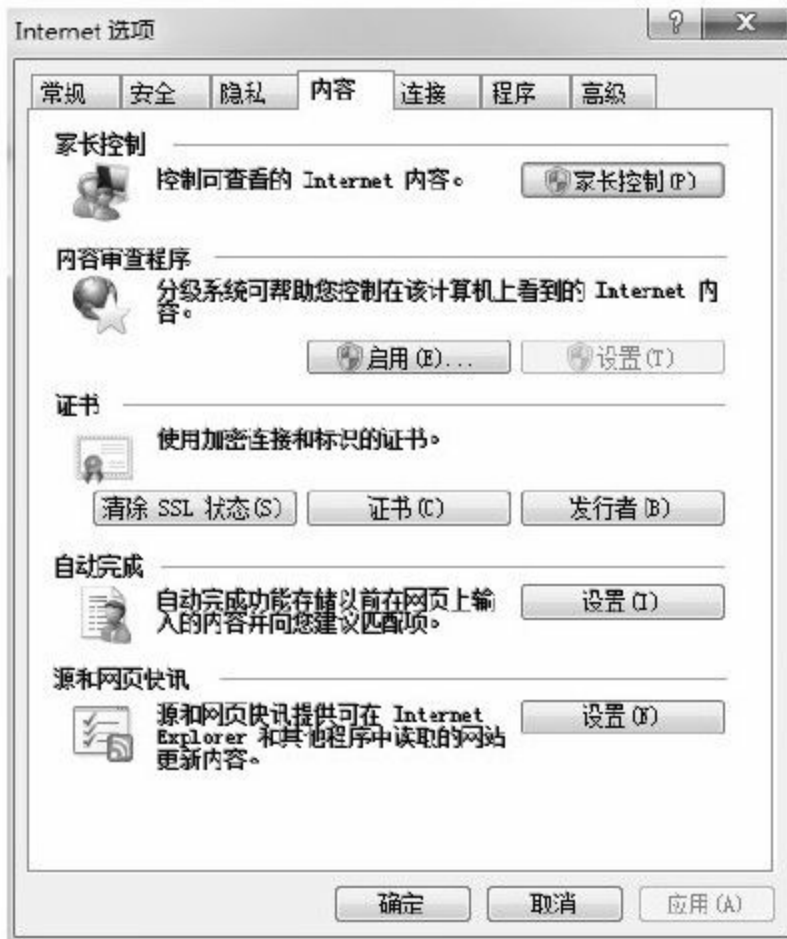 Internet 选项
常规 安全 隐私 内容 连接 程序 高级
家长控制
控制可查看的 Internet 内容。 家长控制(P)
内容审查程序
分级系统可帮助您控制在该计算机上看到的 Internet 内
容。
启用(E)... 设置(T)
证书
使用加密连接和标识的证书。
清除 SSL 状态(S) 证书(C) 发行者(B)
自动完成
自动完成功能存储以前在网页上输 设置(I)
入的内容并向您建议匹配项。
源和网页快讯
源和网页快讯提供可在 Internet 设置(N)
Explorer 和其他程序中读取的网站
更新内容。
确定 取消 应用(A)